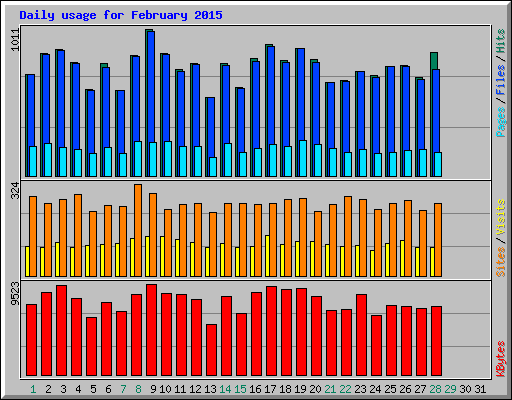 Daily usage for February 2015
1011
Pages / Files / Hits
324
Sites / Visits
9523
KBytes
1 2 3 4 5 6 7 8 9 10 11 12 13 14 15 16 17 18 19 20 21 22 23 24 25 26 27 28 29 30 31